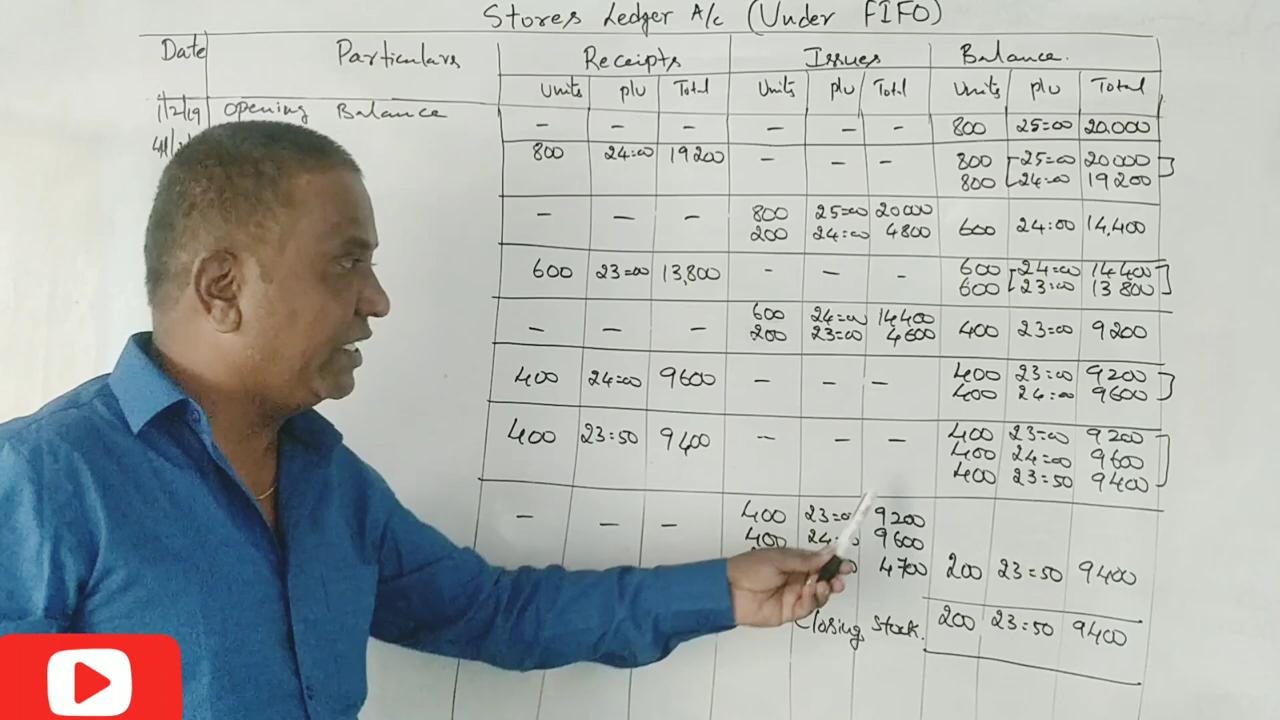 Stores Ledger A/c (Under FIFO)
Date Particulars Receipts Issues Balance.
Units p/u Total Units p/u Total Units p/u Total
1/2/19 opening Balance
- - - - - - 800 25=00 20.000
800 24=00 19200 - - - 800 25=00 20000
800 24=00 19200
- - - 800 25=00 20000 600 24=00 14,400
200 24=00 4800
600 23=00 13,800 - - - 600 24=00 14400
600 23=00 13800
- - - 600 24=00 14400 400 23=00 9200
200 23=00 4600
400 24=00 9600 - - - 400 23=00 9200
400 24=00 9600
400 23=50 9400 - - - 400 23=00 9200
400 24=00 9600
400 23=50 9400
- - - 400 23=00 9200
400 9600
4700 200 23=50 9400
Closing Stock. 200 23=50 9400